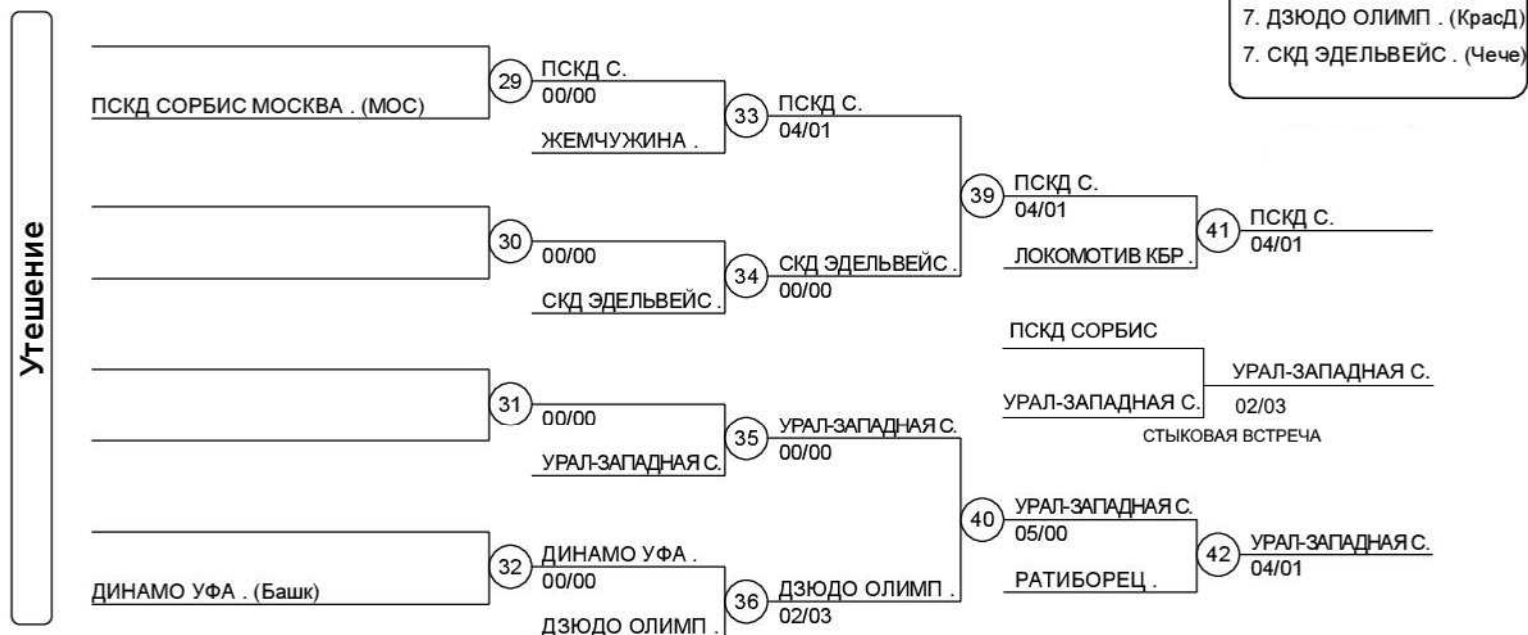 7. ДЗЮДО ОЛИМП . (КрасД)
7. СКД ЭДЕЛЬВЕЙС . (Чече)
Утешение
ПСКД СОРБИС МОСКВА . (МОС)
29
ПСКД С.
00/00
ЖЕМЧУЖИНА .
33
ПСКД С.
04/01
30
00/00
СКД ЭДЕЛЬВЕЙС .
34
СКД ЭДЕЛЬВЕЙС .
00/00
39
ПСКД С.
04/01
ЛОКОМОТИВ КБР .
41
ПСКД С.
04/01
ПСКД СОРБИС
УРАЛ-ЗАПАДНАЯ С.
УРАЛ-ЗАПАДНАЯ С.
02/03
СТЫКОВАЯ ВСТРЕЧА
31
00/00
УРАЛ-ЗАПАДНАЯ С.
35
УРАЛ-ЗАПАДНАЯ С.
00/00
ДИНАМО УФА . (Башк)
32
ДИНАМО УФА .
00/00
ДЗЮДО ОЛИМП .
36
ДЗЮДО ОЛИМП .
02/03
40
УРАЛ-ЗАПАДНАЯ С.
05/00
РАТИБОРЕЦ .
42
УРАЛ-ЗАПАДНАЯ С.
04/01